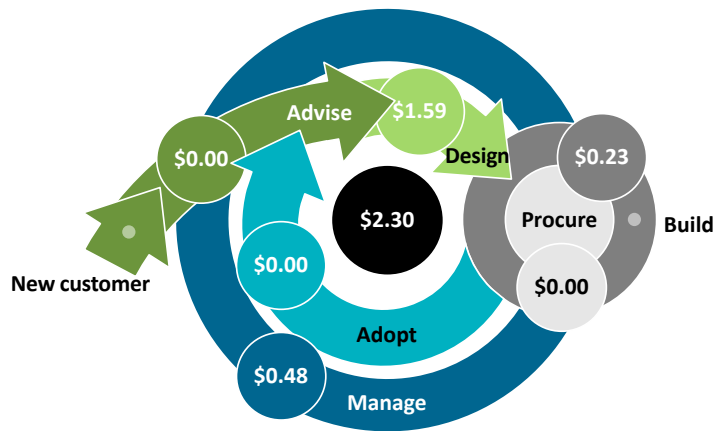 Advise
$1.59
$0.00
Design
$0.23
$2.30
Procure
Build
New customer
$0.00
$0.00
Adopt
$0.48
Manage